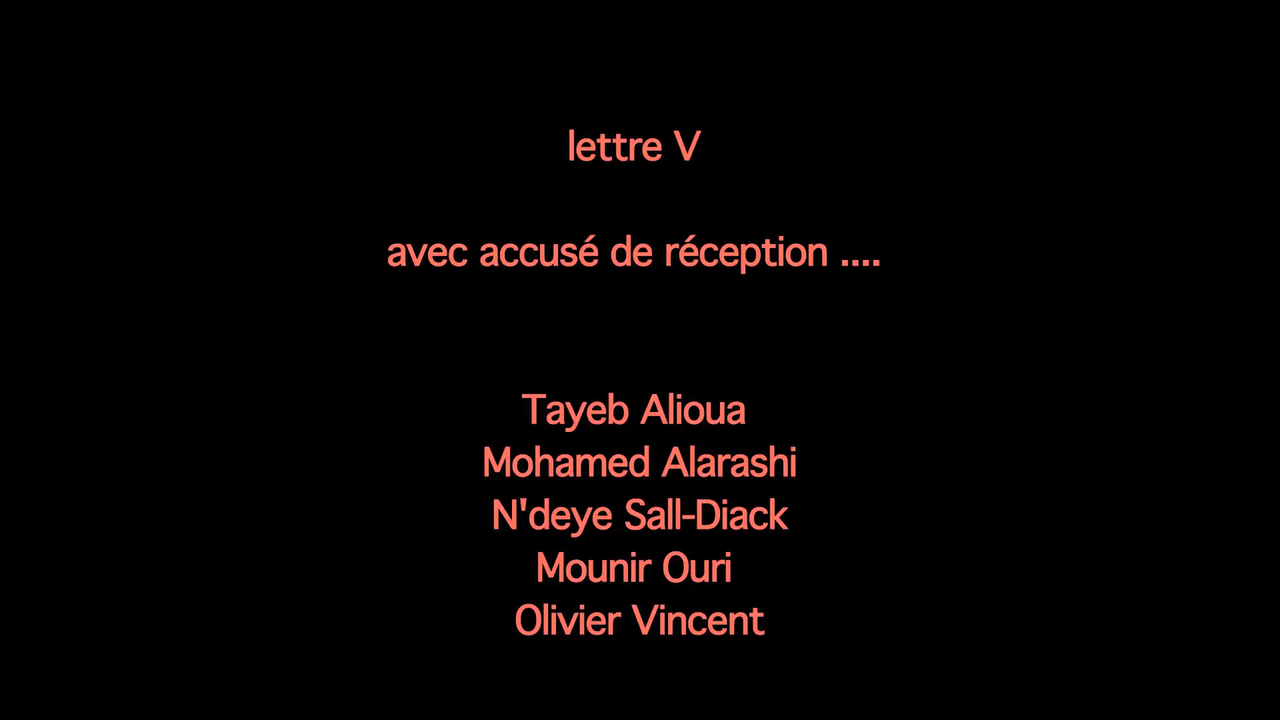 lettre V
avec accusé de réception ....
Tayeb Alioua
Mohamed Alarashi
N'deye Sall-Diack
Mounir Ouri
Olivier Vincent